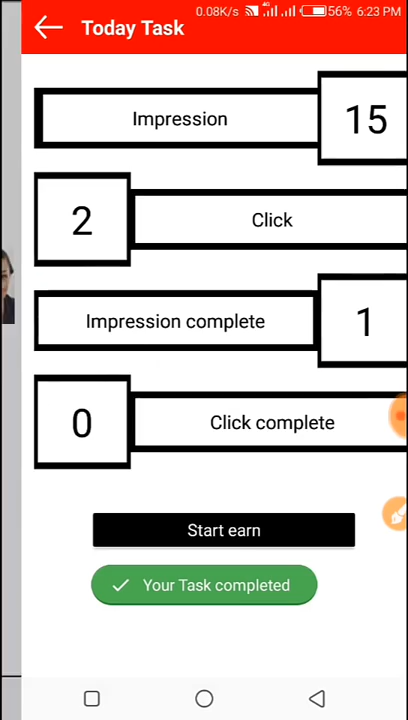 0.08K/s 4G 56% 6:23 PM
Today Task
Impression 15
2 Click
Impression complete 1
0 Click complete
Start earn
Your Task completed